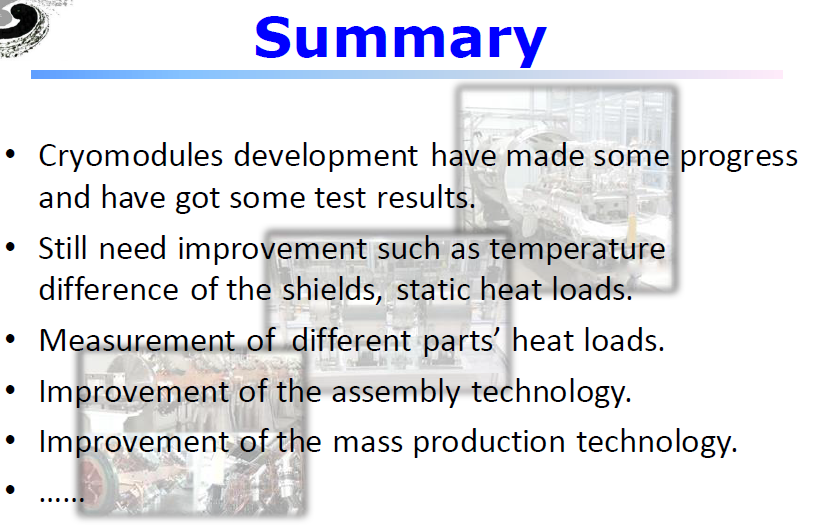 Summary
• Cryomodules development have made some progress
and have got some test results.
• Still need improvement such as temperature
difference of the shields, static heat loads.
• Measurement of different parts’ heat loads.
• Improvement of the assembly technology.
• Improvement of the mass production technology.
• ……